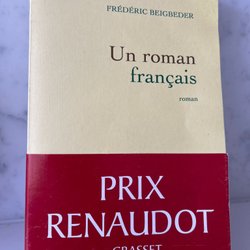 FRÉDÉRIC BEIGBEDER
Un roman
français
roman
PRIX
RENAUDOT
GRASSET